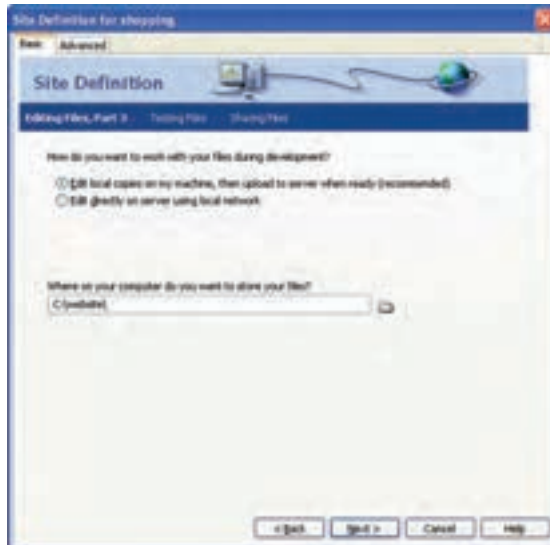 Site Definition for shopping
Basic Advanced
Site Definition
Editing Files, Part 3 Testing Files Sharing Files
How do you want to work with your files during development?
Edit local copies on my machine, then upload to server when ready (recommended)
Edit directly on server using local network
Where on your computer do you want to store your files?
C:\website\
< Back Next > Cancel Help